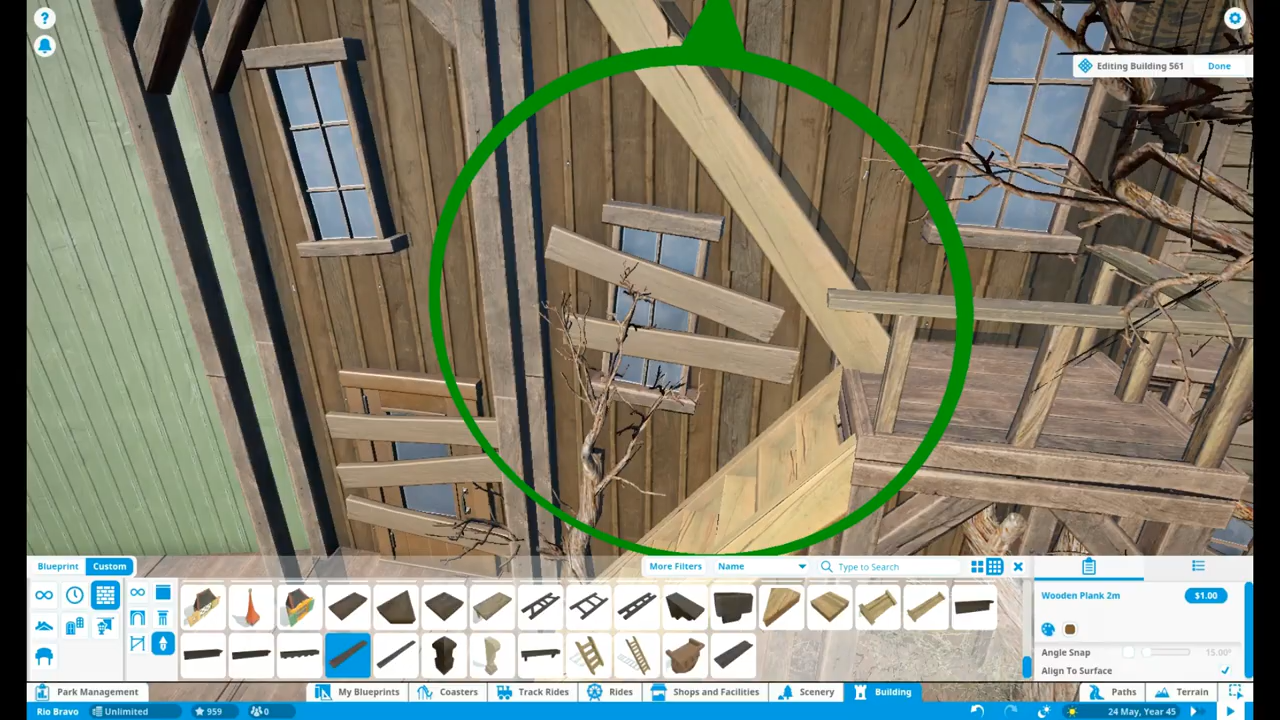 ?
Editing Building 561 Done
Blueprint Custom More Filters Name Type to Search
Wooden Plank 2m $1.00
Angle Snap 15.00°
Align To Surface
Park Management My Blueprints Coasters Track Rides Rides Shops and Facilities Scenery Building Paths Terrain
Rio Bravo Unlimited 959 0 24 May, Year 45